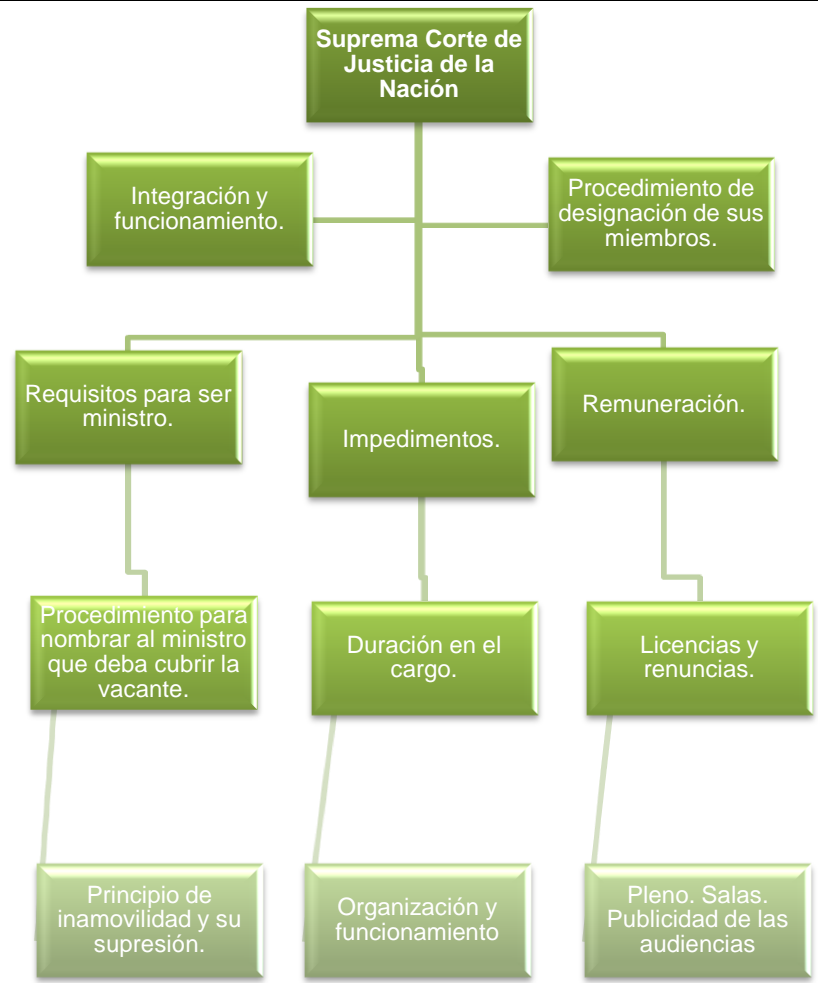 Suprema Corte de
Justicia de la
Nación
Integración y
funcionamiento.
Procedimiento de
designación de sus
miembros.
Requisitos para ser
ministro.
Impedimentos.
Remuneración.
Procedimiento para
nombrar al ministro
que deba cubrir la
vacante.
Duración en el
cargo.
Licencias y
renuncias.
Principio de
inamovilidad y su
supresión.
Organización y
funcionamiento
Pleno. Salas.
Publicidad de las
audiencias